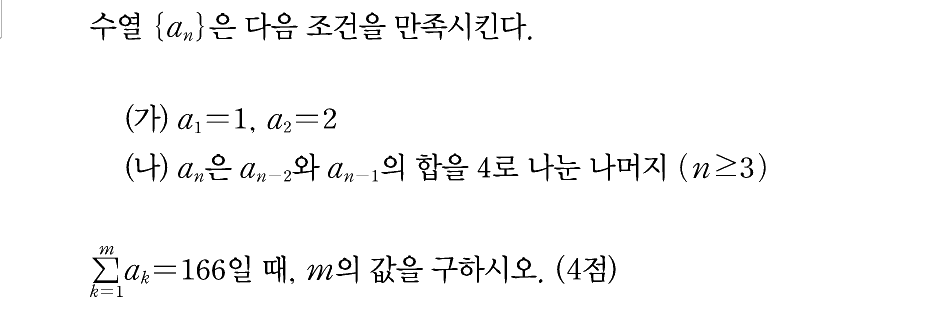 수열 {aₙ}은 다음 조건을 만족시킨다.
(가) a₁=1, a₂=2
(나) aₙ은 aₙ₋₂와 aₙ₋₁의 합을 4로 나눈 나머지 (n≥3)
∑ₖ₌₁ᵐ aₖ=166일 때, m의 값을 구하시오. (4점)